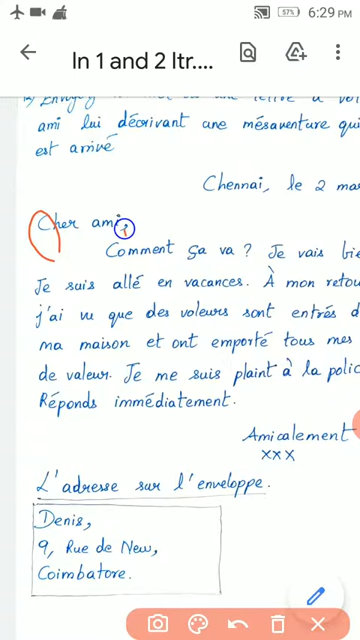 57% 6:29 PM
In 1 and 2 ltr....
ami lui décrivant une mésaventure qui
est arrivé
Chennai, le 2
Cher ami,
Comment ça va? Je vais
Je suis allé en vacances. À mon
j'ai vu que des voleurs sont entrés
ma maison et ont emporté tous mes
de valeur. Je me suis plaint à la
Réponds immédiatement.
Amicalement
xxx
L'adresse sur l'enveloppe.
Denis,
9, Rue de New,
Coimbatore.